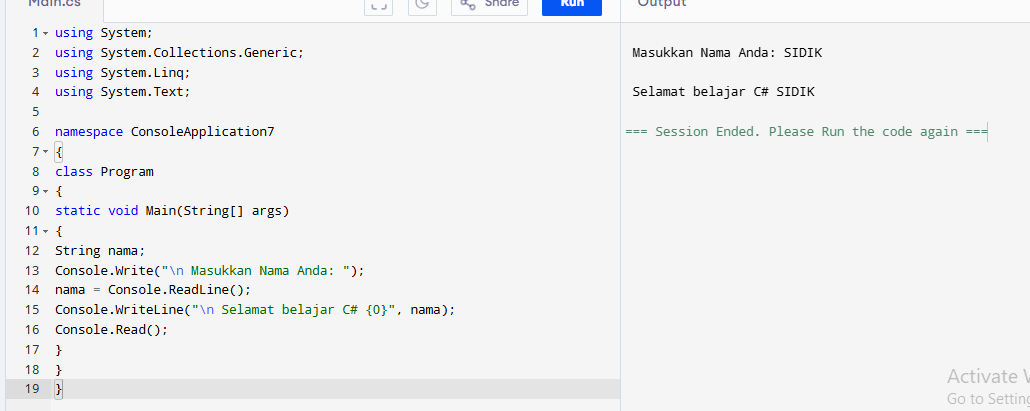 Main.cs
Share
Run
Output
1 using System;
2 using System.Collections.Generic;
3 using System.Linq;
4 using System.Text;
5
6 namespace ConsoleApplication7
7 {
8 class Program
9 {
10 static void Main(String[] args)
11 {
12 String nama;
13 Console.Write("\n Masukkan Nama Anda: ");
14 nama = Console.ReadLine();
15 Console.WriteLine("\n Selamat belajar C# {0}", nama);
16 Console.Read();
17 }
18 }
19 }
Masukkan Nama Anda: SIDIK
Selamat belajar C# SIDIK
=== Session Ended. Please Run the code again ===
Activate
Go to Setting